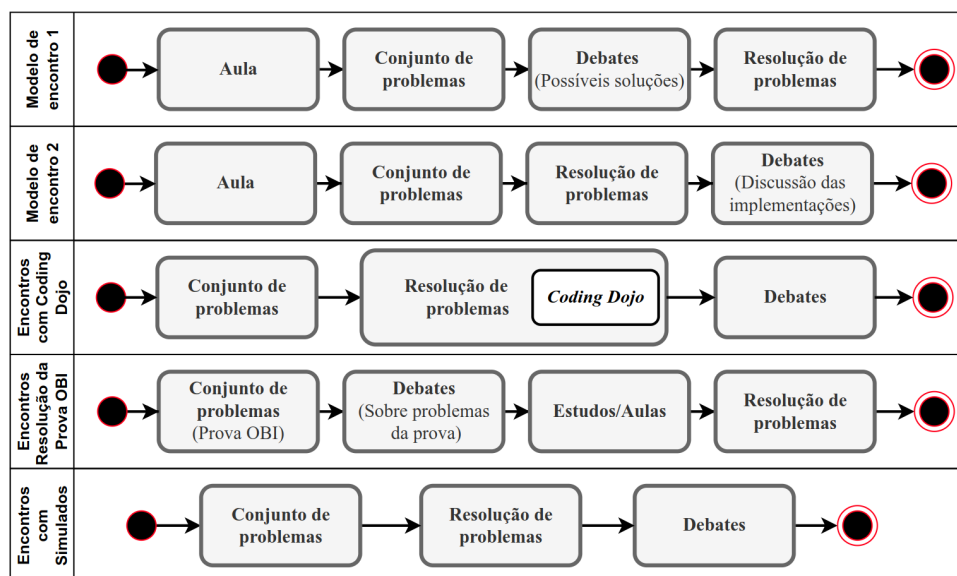 Modelo de
encontro 1
Aula
Conjunto de
problemas
Debates
(Possíveis soluções)
Resolução de
problemas
Modelo de
encontro 2
Aula
Conjunto de
problemas
Resolução de
problemas
Debates
(Discussão das
implementações)
Encontros
com Coding
Dojo
Conjunto de
problemas
Resolução de
problemas
Coding Dojo
Debates
Encontros
Resolução da
Prova OBI
Conjunto de
problemas
(Prova OBI)
Debates
(Sobre problemas
da prova)
Estudos/Aulas
Resolução de
problemas
Encontros
com
Simulados
Conjunto de
problemas
Resolução de
problemas
Debates